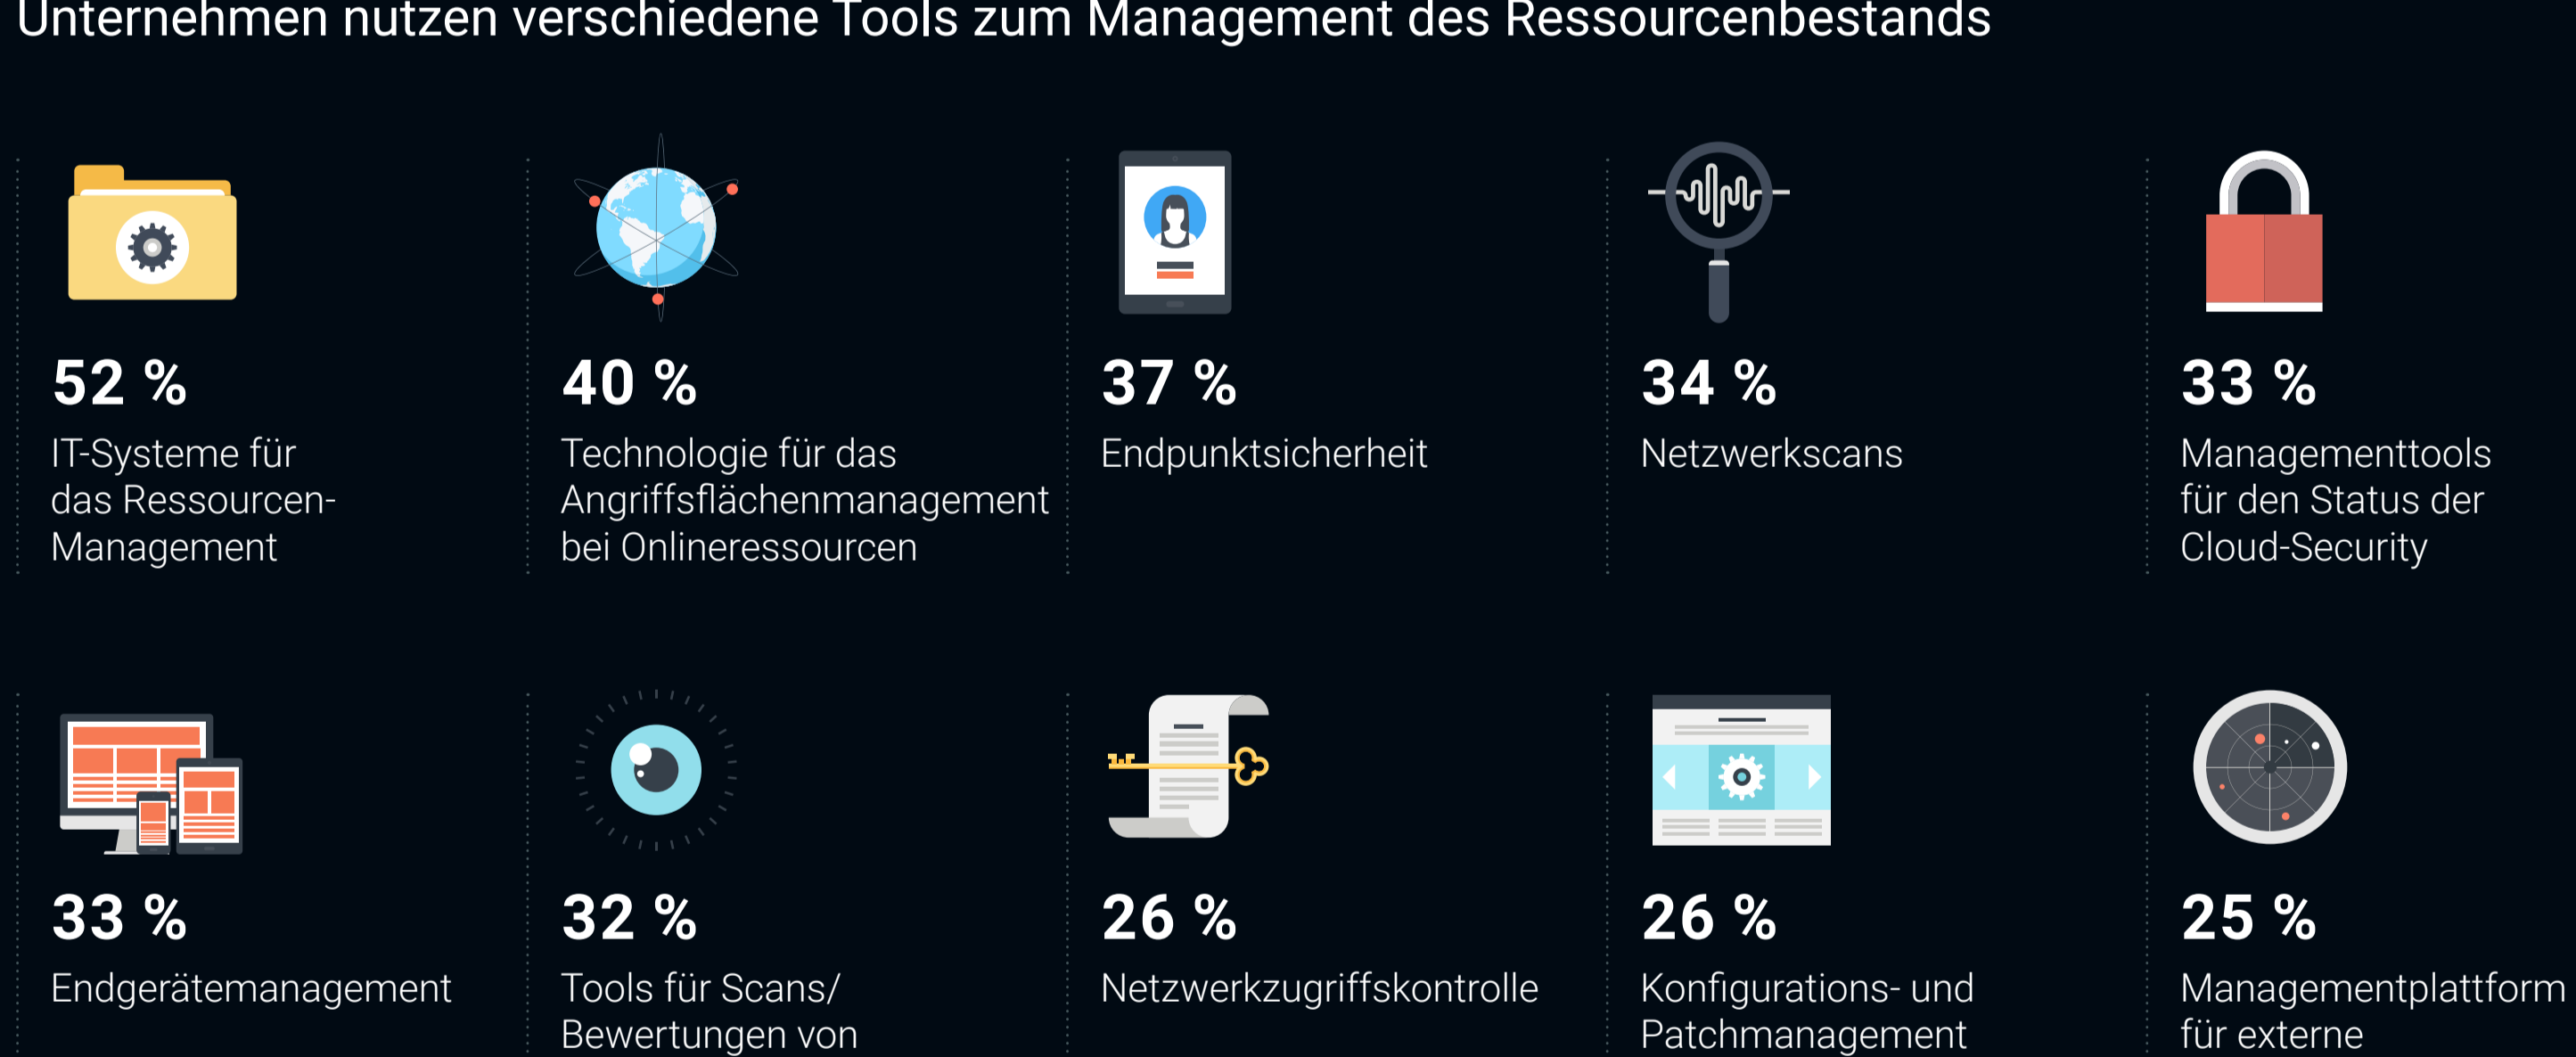 Unternehmen nutzen verschiedene Tools zum Management des Ressourcenbestands
52 %
IT-Systeme für
das Ressourcen-
Management
40 %
Technologie für das
Angriffsflächenmanagement
bei Onlineressourcen
37 %
Endpunktsicherheit
34 %
Netzwerkscans
33 %
Managementtools
für den Status der
Cloud-Security
33 %
Endgerätemanagement
32 %
Tools für Scans/
Bewertungen von
26 %
Netzwerkzugriffskontrolle
26 %
Konfigurations- und
Patchmanagement
25 %
Managementplattform
für externe